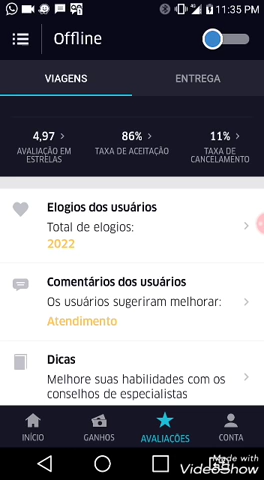 11:35 PM
Offline
VIAGENS
ENTREGA
4,97
86%
11%
AVALIAÇÃO EM
ESTRELAS
TAXA DE ACEITAÇÃO
TAXA DE
CANCELAMENTO
Elogios dos usuários
Total de elogios:
2022
Comentários dos usuários
Os usuários sugeriram melhorar:
Atendimento
Dicas
Melhore suas habilidades com os
conselhos de especialistas
INÍCIO
GANHOS
AVALIAÇÕES
CONTA
Made with
VideoShow